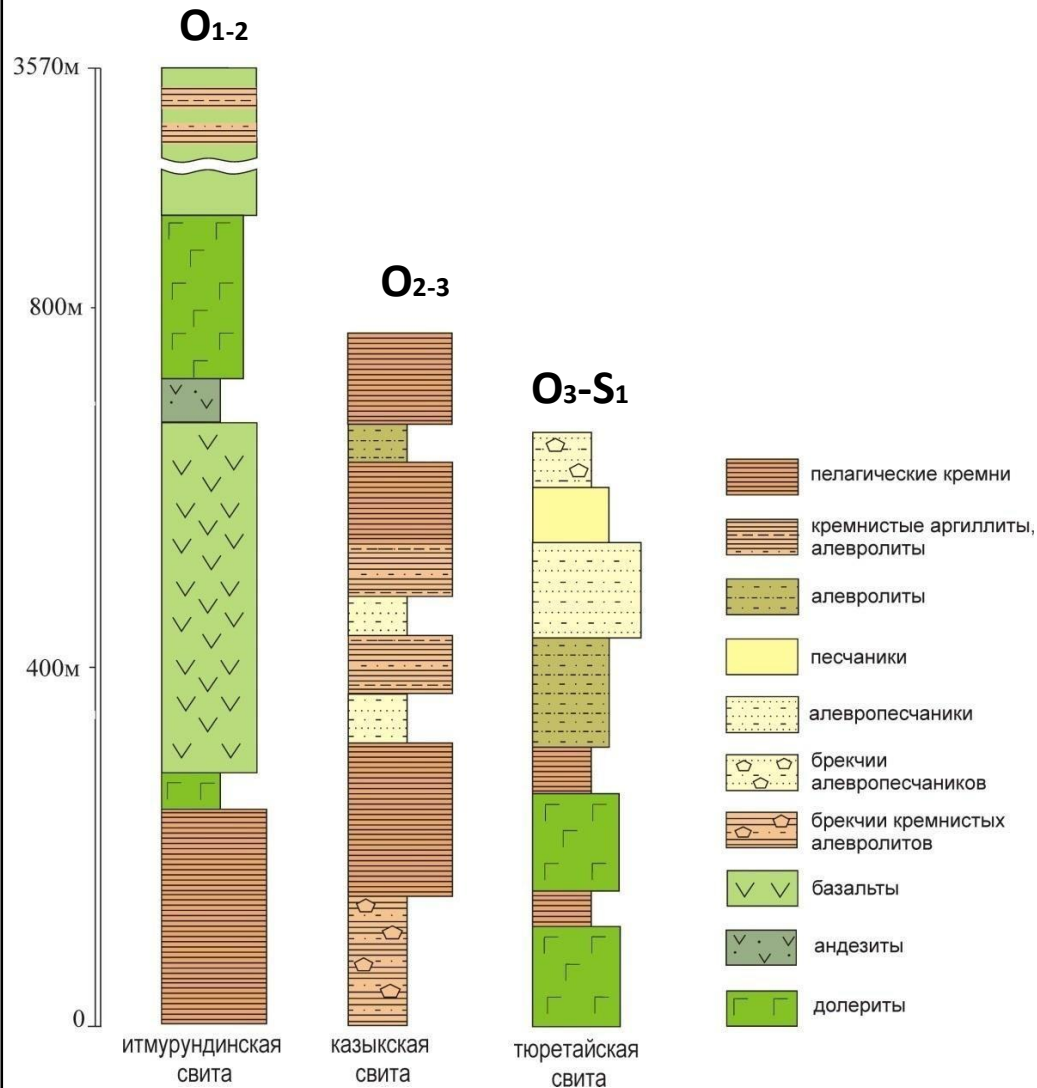 O1-2
3570м
800м
400м
0
O2-3
O3-S1
итмурундинская
свита
казыкская
свита
тюретайская
свита
пелагические кремни
кремнистые аргиллиты,
алевролиты
алевролиты
песчаники
алевропесчаники
брекчии
алевропесчаников
брекчии кремнистых
алевролитов
базальты
андезиты
долериты